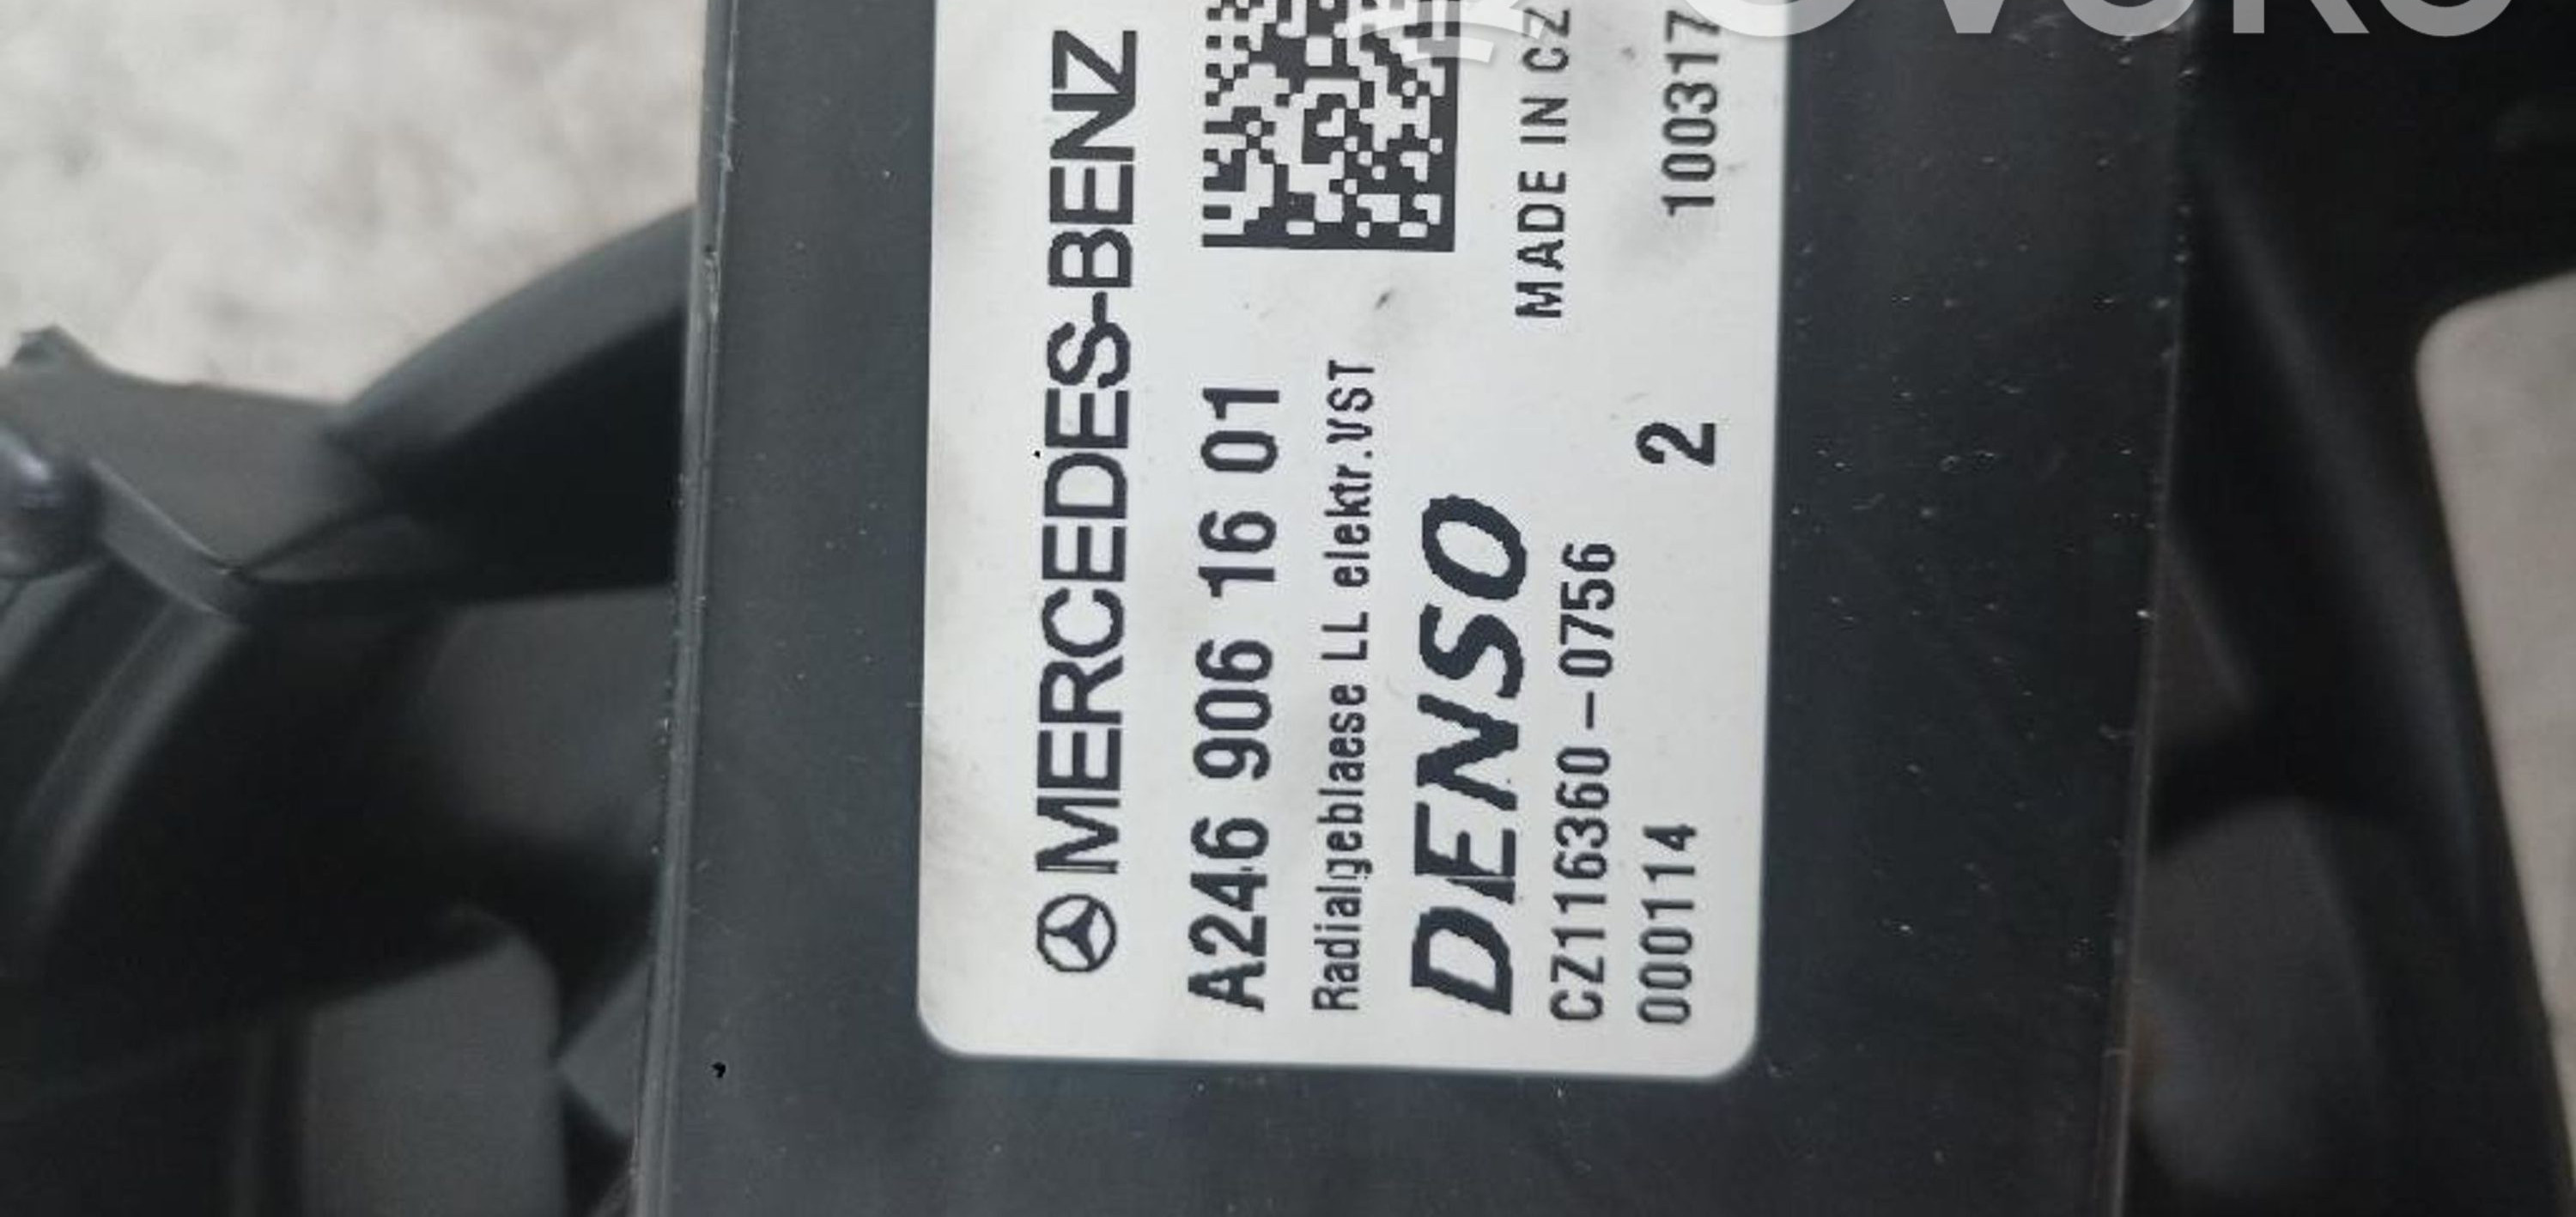 MERCEDES-BENZ
A246 906 16 01
Radialgeblaese LL elektr.VST
DENSO
MADE IN CZ
CZ116360-0756
000114 2 100317